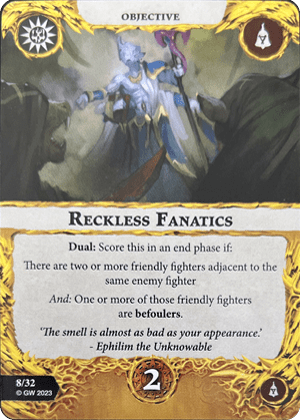 OBJECTIVE
RECKLESS FANATICS
Dual: Score this in an end phase if:
There are two or more friendly fighters adjacent to the
same enemy fighter
And: One or more of those friendly fighters
are befoulers.
'The smell is almost as bad as your appearance.'
- Ephilim the Unknowable
8/32
© GW 2023
2